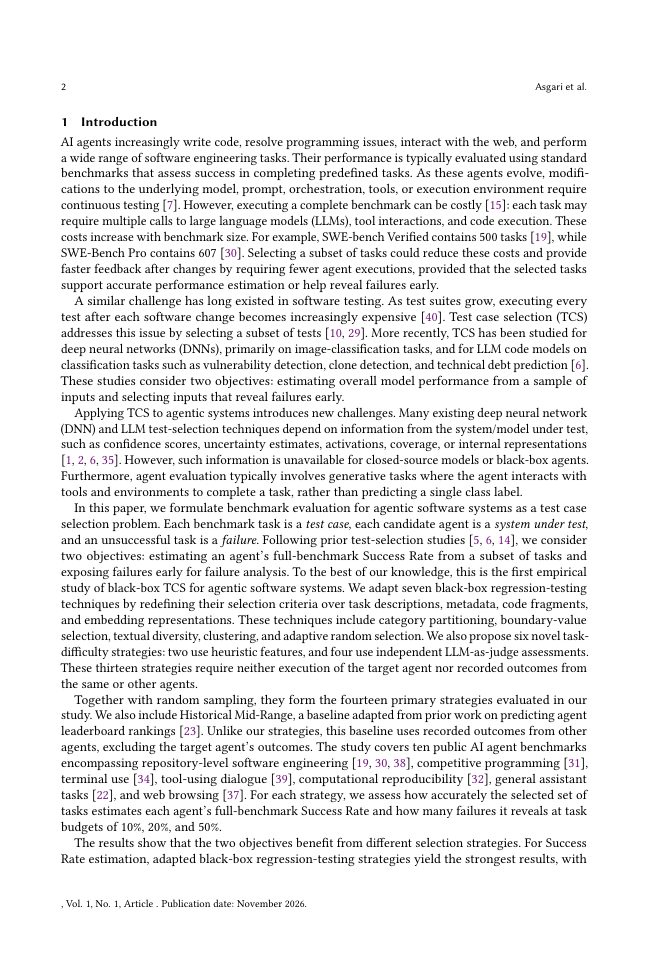 2
Asgari et al.
1 Introduction
AI agents increasingly write code, resolve programming issues, interact with the web, and perform
a wide range of software engineering tasks. Their performance is typically evaluated using standard
benchmarks that assess success in completing predefined tasks. As these agents evolve, modifi-
cations to the underlying model, prompt, orchestration, tools, or execution environment require
continuous testing [7]. However, executing a complete benchmark can be costly [15]: each task may
require multiple calls to large language models (LLMs), tool interactions, and code execution. These
costs increase with benchmark size. For example, SWE-bench Verified contains 500 tasks [19], while
SWE-Bench Pro contains 607 [30]. Selecting a subset of tasks could reduce these costs and provide
faster feedback after changes by requiring fewer agent executions, provided that the selected tasks
support accurate performance estimation or help reveal failures early.
A similar challenge has long existed in software testing. As test suites grow, executing every
test after each software change becomes increasingly expensive [40]. Test case selection (TCS)
addresses this issue by selecting a subset of tests [10, 29]. More recently, TCS has been studied for
deep neural networks (DNNs), primarily on image-classification tasks, and for LLM code models on
classification tasks such as vulnerability detection, clone detection, and technical debt prediction [6].
These studies consider two objectives: estimating overall model performance from a sample of
inputs and selecting inputs that reveal failures early.
Applying TCS to agentic systems introduces new challenges. Many existing deep neural network
(DNN) and LLM test-selection techniques depend on information from the system/model under test,
such as confidence scores, uncertainty estimates, activations, coverage, or internal representations
[1, 2, 6, 35]. However, such information is unavailable for closed-source models or black-box agents.
Furthermore, agent evaluation typically involves generative tasks where the agent interacts with
tools and environments to complete a task, rather than predicting a single class label.
In this paper, we formulate benchmark evaluation for agentic software systems as a test case
selection problem. Each benchmark task is a test case, each candidate agent is a system under test,
and an unsuccessful task is a failure. Following prior test-selection studies [5, 6, 14], we consider
two objectives: estimating an agent's full-benchmark Success Rate from a subset of tasks and
exposing failures early for failure analysis. To the best of our knowledge, this is the first empirical
study of black-box TCS for agentic software systems. We adapt seven black-box regression-testing
techniques by redefining their selection criteria over task descriptions, metadata, code fragments,
and embedding representations. These techniques include category partitioning, boundary-value
selection, textual diversity, clustering, and adaptive random selection. We also propose six novel task-
difficulty strategies: two use heuristic features, and four use independent LLM-as-judge assessments.
These thirteen strategies require neither execution of the target agent nor recorded outcomes from
the same or other agents.
Together with random sampling, they form the fourteen primary strategies evaluated in our
study. We also include Historical Mid-Range, a baseline adapted from prior work on predicting agent
leaderboard rankings [23]. Unlike our strategies, this baseline uses recorded outcomes from other
agents, excluding the target agent's outcomes. The study covers ten public AI agent benchmarks
encompassing repository-level software engineering [19, 30, 38], competitive programming [31],
terminal use [34], tool-using dialogue [39], computational reproducibility [32], general assistant
tasks [22], and web browsing [37]. For each strategy, we assess how accurately the selected set of
tasks estimates each agent's full-benchmark Success Rate and how many failures it reveals at task
budgets of 10%, 20%, and 50%.
The results show that the two objectives benefit from different selection strategies. For Success
Rate estimation, adapted black-box regression-testing strategies yield the strongest results, with
, Vol. 1, No. 1, Article . Publication date: November 2026.